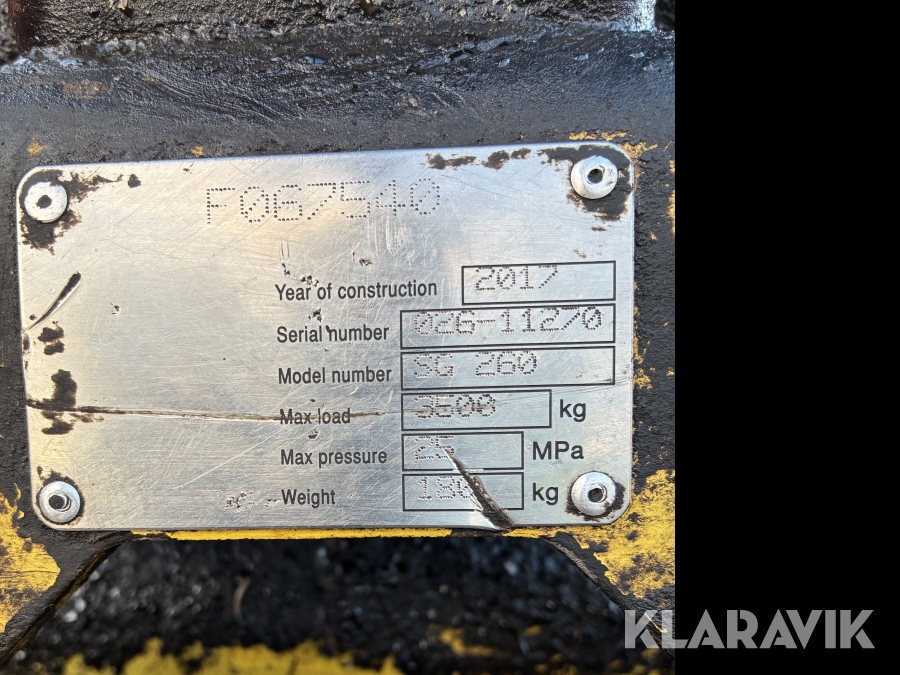 F067540
Year of construction 2017
Serial number 026-11270
Model number SG 260
Max load 3500 kg
Max pressure 25 MPa
Weight 180 kg
KLARAVIK